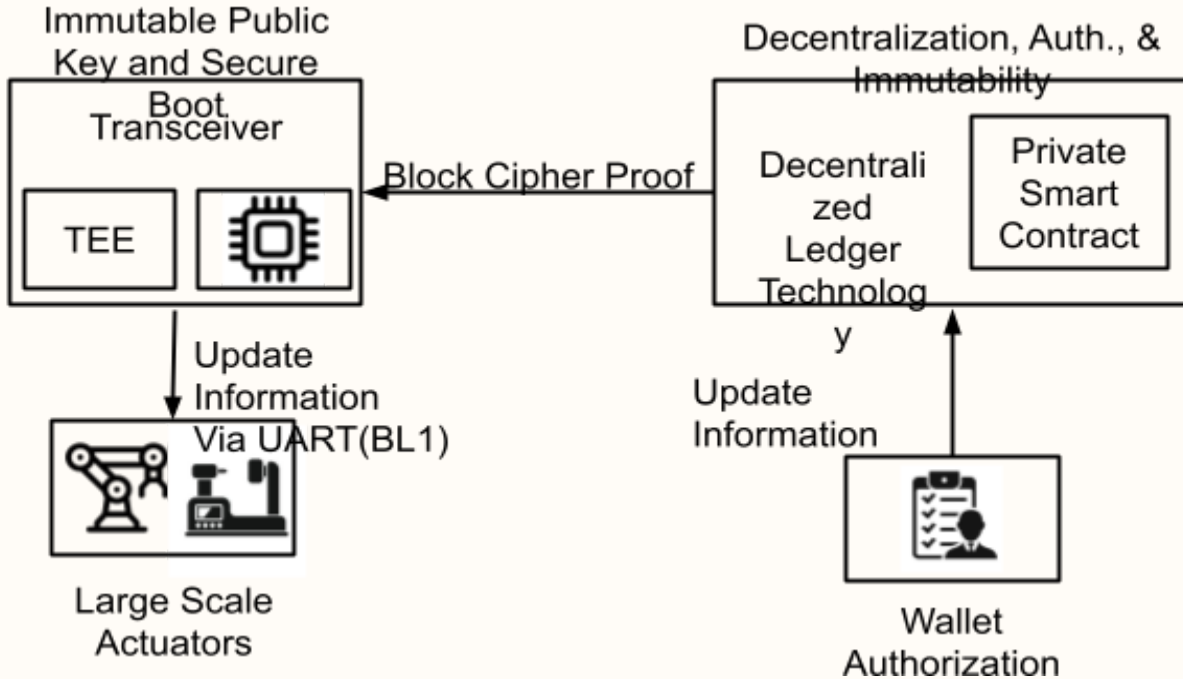 Immutable Public
Key and Secure
Boot
Transceiver
TEE
Block Cipher Proof
Decentralization, Auth., &
Immutability
Decentrali
zed
Ledger
Technolog
y
Private
Smart
Contract
Update
Information
Via UART(BL1)
Update
Information
Large Scale
Actuators
Wallet
Authorization